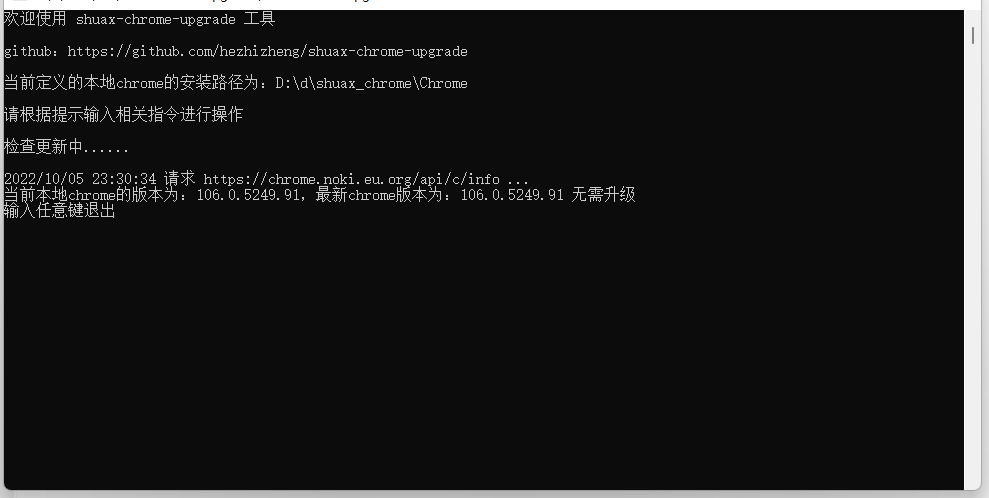 欢迎使用 shuax-chrome-upgrade 工具
github：https://github.com/hezhizheng/shuax-chrome-upgrade
当前定义的本地chrome的安装路径为：D:\d\shuax_chrome\Chrome
请根据提示输入相关指令进行操作
检查更新中......
2022/10/05 23:30:34 请求 https://chrome.noki.eu.org/api/c/info ...
当前本地chrome的版本为：106.0.5249.91，最新chrome版本为：106.0.5249.91 无需升级
输入任意键退出